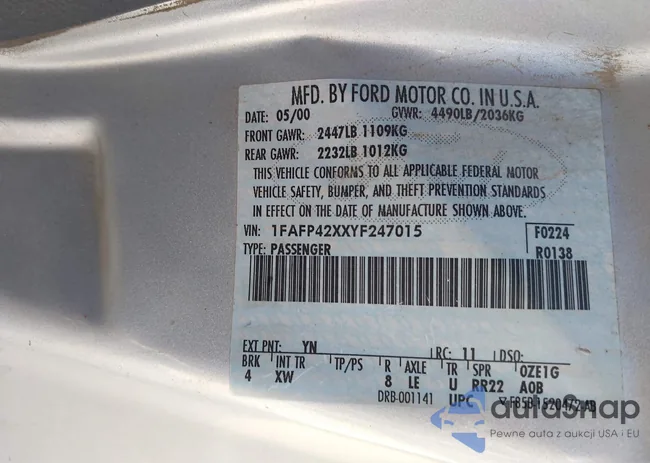 MFD. BY FORD MOTOR CO. IN U.S.A.
DATE: 05/00 GVWR: 4490LB/2036KG
FRONT GAWR: 2447LB 1109KG
REAR GAWR: 2232LB 1012KG
THIS VEHICLE CONFORMS TO ALL APPLICABLE FEDERAL MOTOR
VEHICLE SAFETY, BUMPER, AND THEFT PREVENTION STANDARDS
IN EFFECT ON THE DATE OF MANUFACTURE SHOWN ABOVE.
VIN: 1FAFP42XXYF247015 F0224
TYPE: PASSENGER R0138
EXT PNT: YN RC: 11 DSO:
BRK INT TR TP/PS R AXLE TR SPR OZE1G
4 XW 8 LE U RR22 AOB
DRB-001141 UPC
autoSnap
Pewne auta z aukcji USA i EU